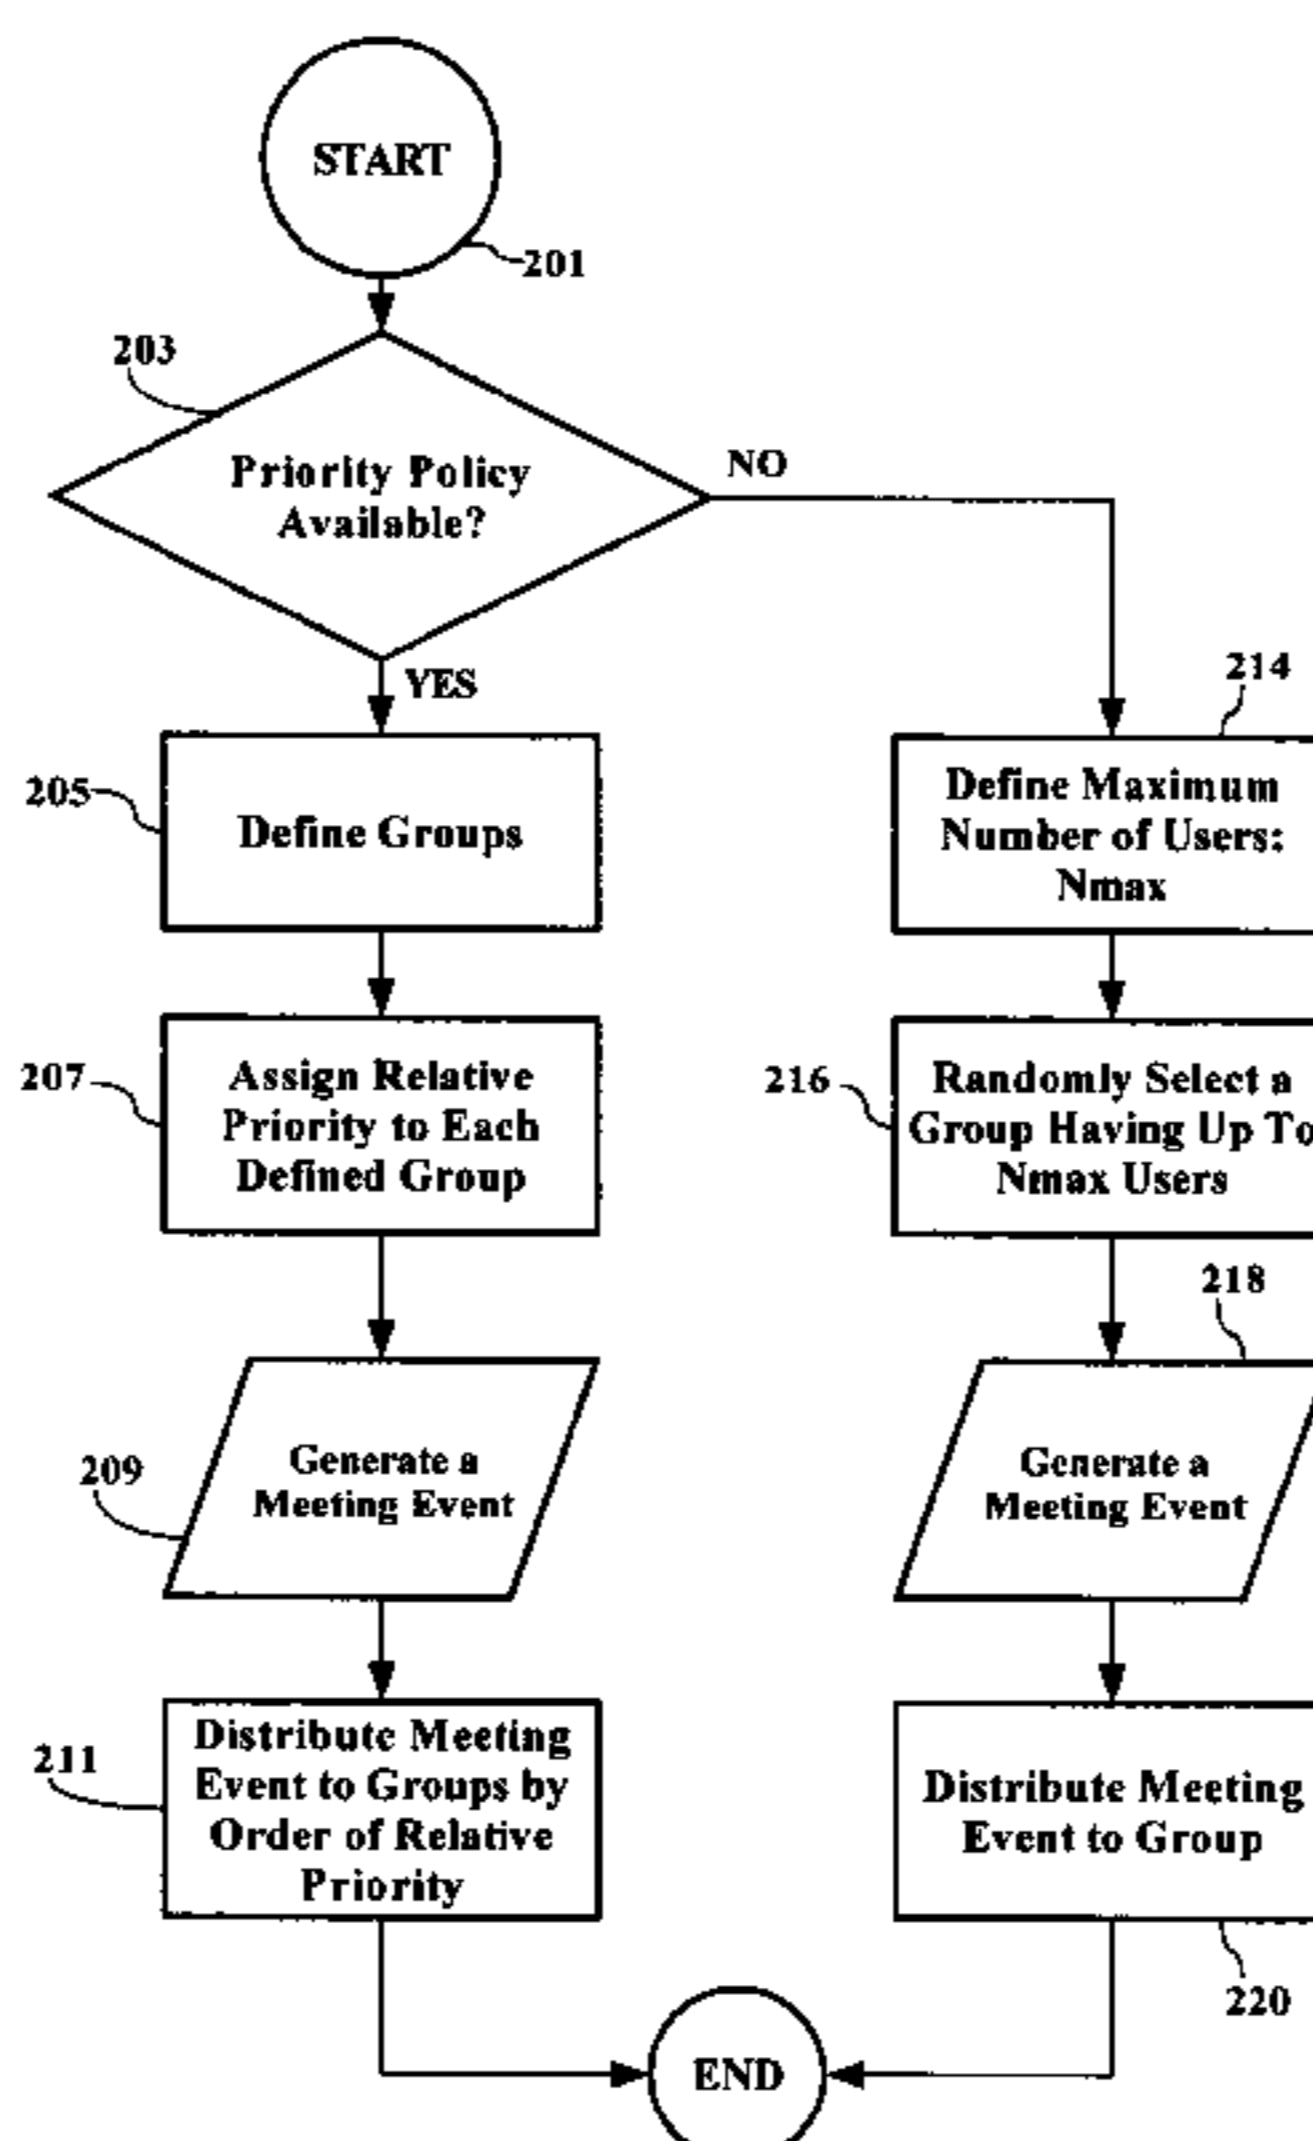 START
201
203
Priority Policy
Available?
NO
YES
214
205
Define Groups
Define Maximum
Number of Users:
Nmax
207
Assign Relative
Priority to Each
Defined Group
216
Randomly Select a
Group Having Up To
Nmax Users
218
209
Generate a
Meeting Event
Generate a
Meeting Event
211
Distribute Meeting
Event to Groups by
Order of Relative
Priority
Distribute Meeting
Event to Group
220
END